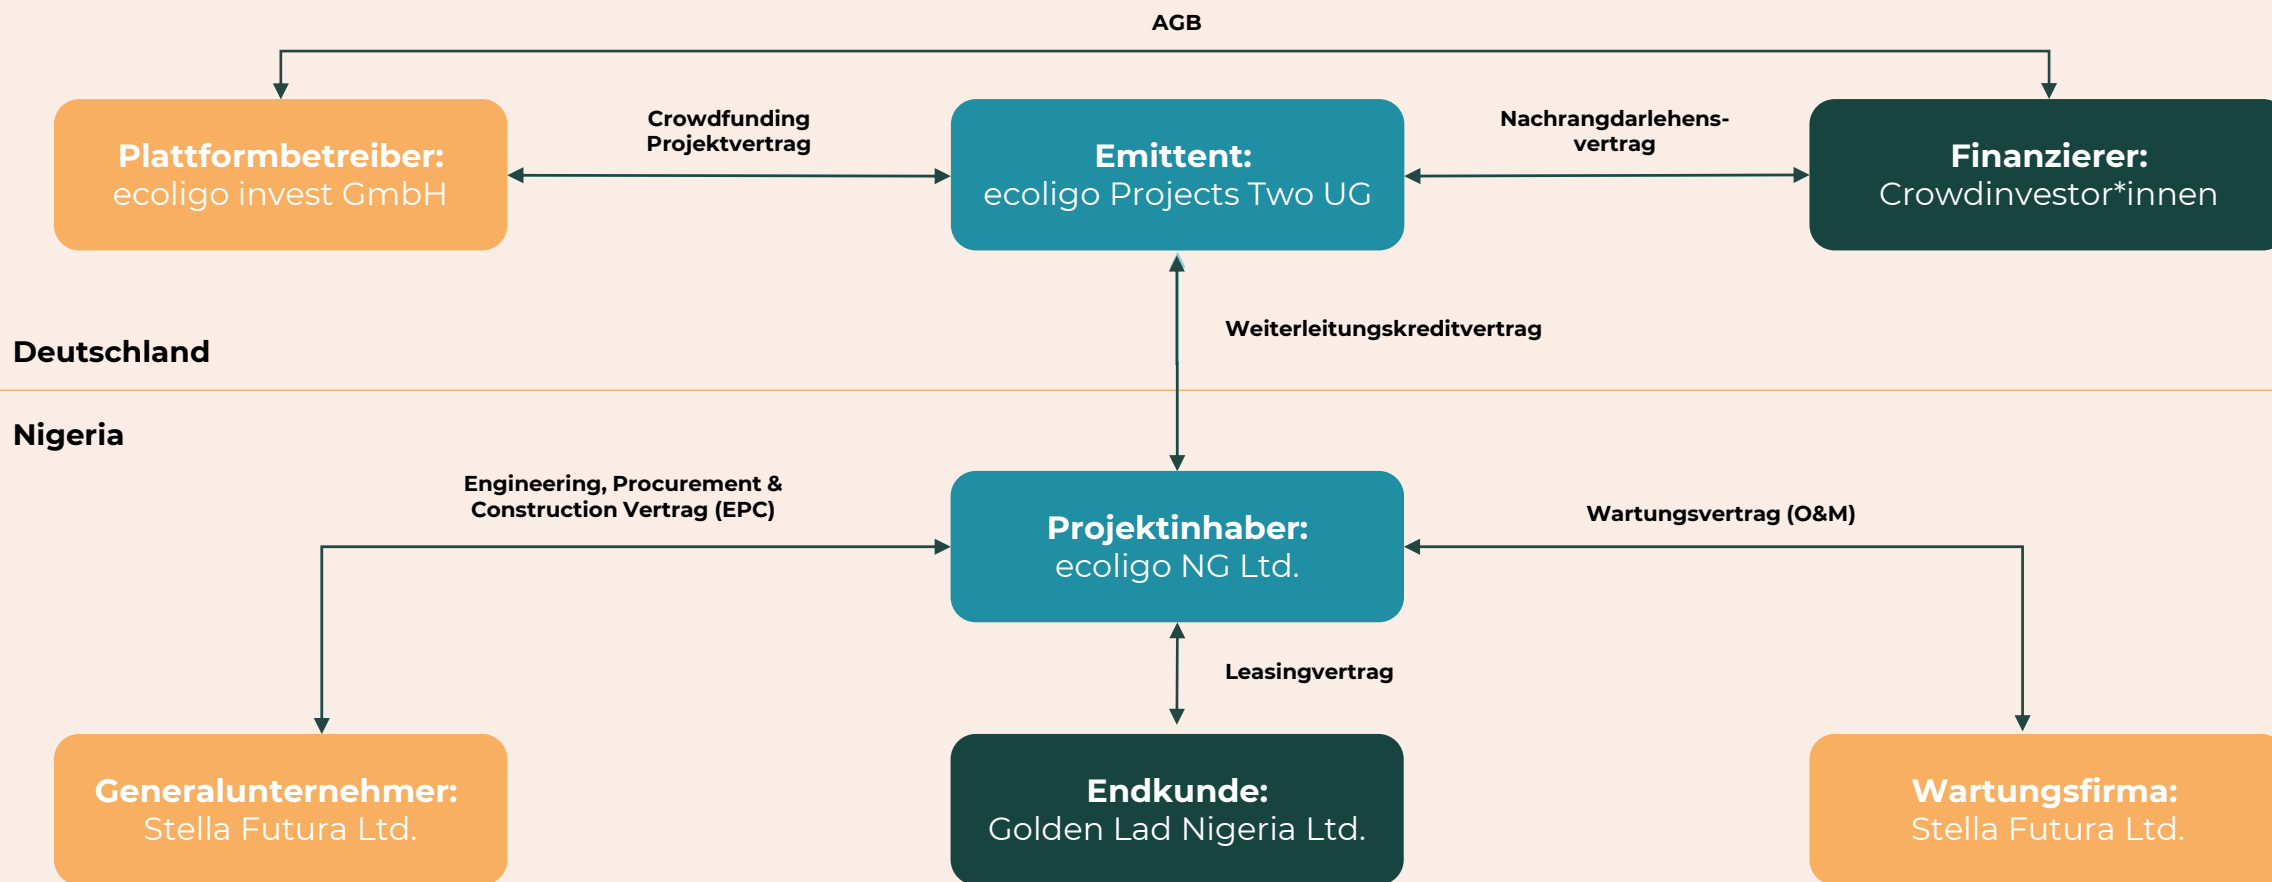 AGB
Plattformbetreiber:
ecoligo invest GmbH
Crowdfunding
Projektvertrag
Emittent:
ecoligo Projects Two UG
Nachrangdarlehens-
vertrag
Finanzierer:
Crowdinvestor*innen
Weiterleitungskreditvertrag
Deutschland
Nigeria
Engineering, Procurement &
Construction Vertrag (EPC)
Projektinhaber:
ecoligo NG Ltd.
Wartungsvertrag (O&M)
Leasingvertrag
Generalunternehmer:
Stella Futura Ltd.
Endkunde:
Golden Lad Nigeria Ltd.
Wartungsfirma:
Stella Futura Ltd.